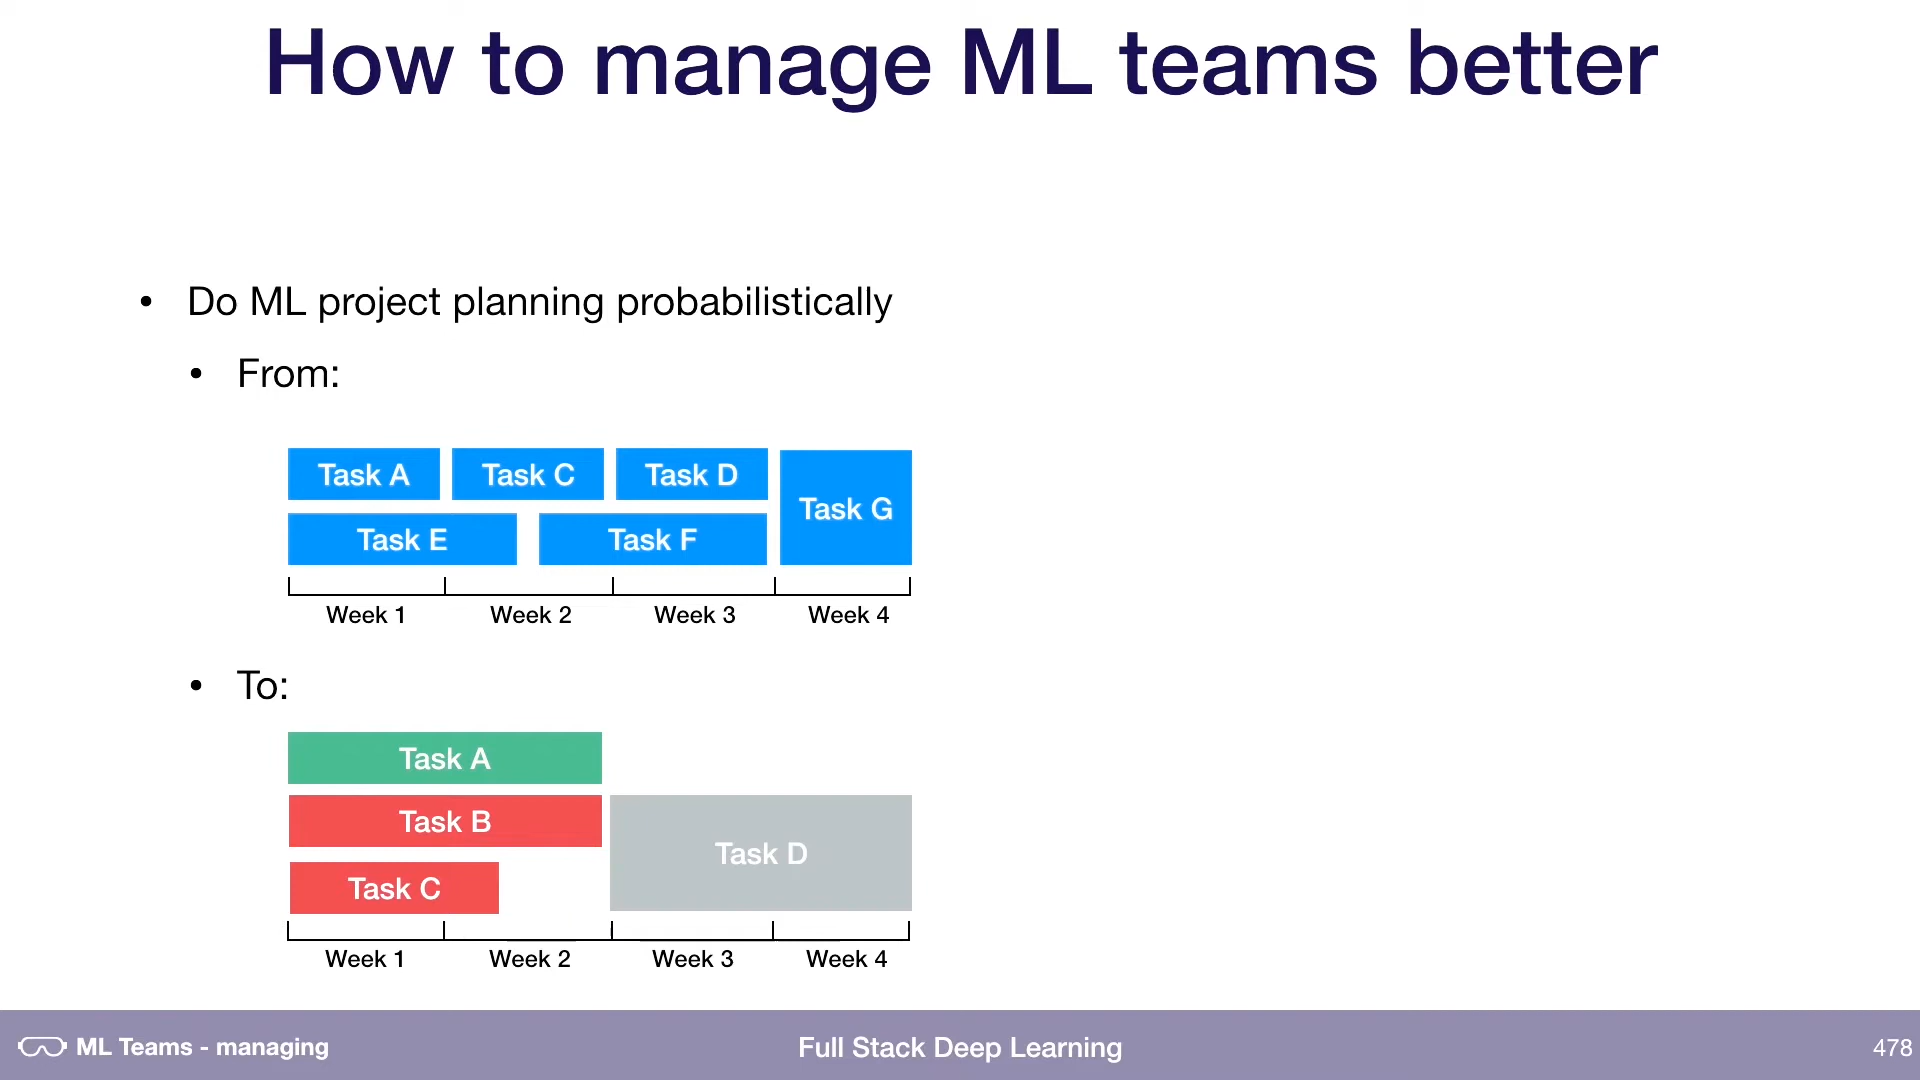 How to manage ML teams better
• Do ML project planning probabilistically
• From:
Task A Task C Task D
Task G
Task E Task F
Week 1 Week 2 Week 3 Week 4
• To:
Task A
Task B
Task D
Task C
Week 1 Week 2 Week 3 Week 4
ML Teams - managing Full Stack Deep Learning 478